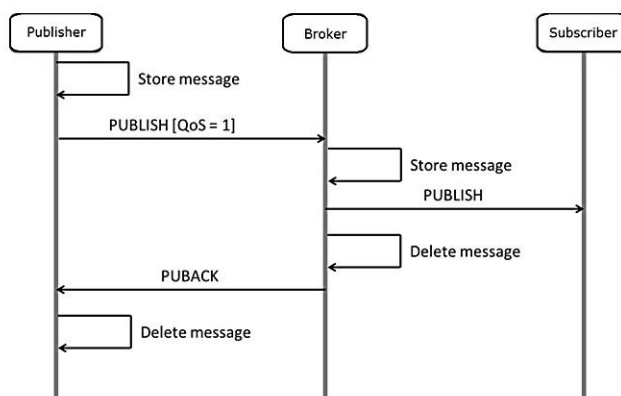 Publisher
Broker
Subscriber
Store message
PUBLISH [QoS = 1]
Store message
PUBLISH
Delete message
PUBACK
Delete message